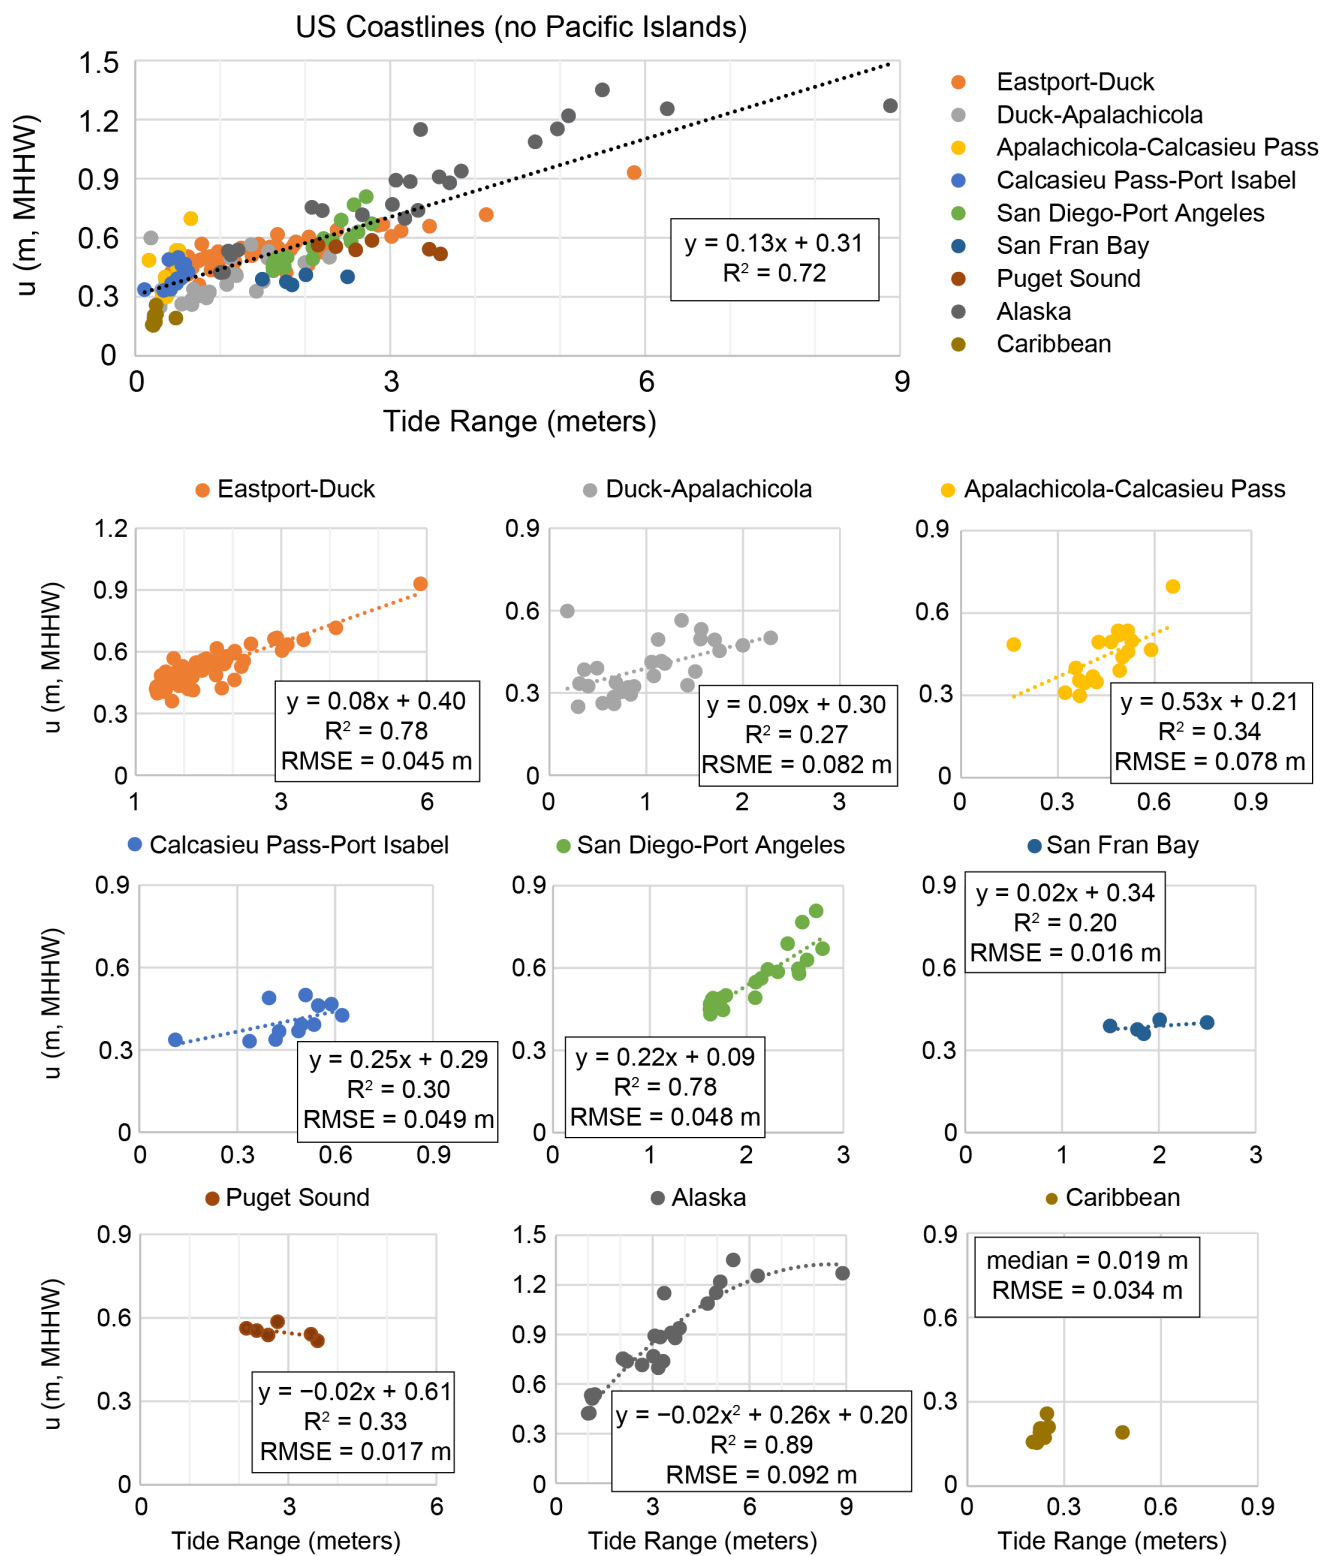 US Coastlines (no Pacific Islands)
1.5
1.2
0.9
0.6
0.3
0
u (m, MHHW)
y = 0.13x + 0.31
R² = 0.72
0
3
6
9
Tide Range (meters)
Eastport-Duck
Duck-Apalachicola
Apalachicola-Calcasieu Pass
Calcasieu Pass-Port Isabel
San Diego-Port Angeles
San Fran Bay
Puget Sound
Alaska
Caribbean
Eastport-Duck
1.2
0.9
0.6
0.3
0
u (m, MHHW)
y = 0.08x + 0.40
R² = 0.78
RMSE = 0.045 m
1
3
6
Duck-Apalachicola
0.9
0.6
0.3
0
y = 0.09x + 0.30
R² = 0.27
RSME = 0.082 m
0
1
2
3
Apalachicola-Calcasieu Pass
0.9
0.6
0.3
0
y = 0.53x + 0.21
R² = 0.34
RMSE = 0.078 m
0
0.3
0.6
0.9
Calcasieu Pass-Port Isabel
0.9
0.6
0.3
0
u (m, MHHW)
y = 0.25x + 0.29
R² = 0.30
RMSE = 0.049 m
0
0.3
0.6
0.9
San Diego-Port Angeles
0.9
0.6
0.3
0
y = 0.22x + 0.09
R² = 0.78
RMSE = 0.048 m
0
1
2
3
San Fran Bay
0.9
0.6
0.3
0
y = 0.02x + 0.34
R² = 0.20
RMSE = 0.016 m
0
1
2
3
Puget Sound
0.9
0.6
0.3
0
u (m, MHHW)
y = −0.02x + 0.61
R² = 0.33
RMSE = 0.017 m
0
3
6
Tide Range (meters)
Alaska
1.5
1.2
0.9
0.6
0.3
0
y = −0.02x² + 0.26x + 0.20
R² = 0.89
RMSE = 0.092 m
0
3
6
9
Tide Range (meters)
Caribbean
0.9
0.6
0.3
0
median = 0.019 m
RMSE = 0.034 m
0
0.3
0.6
0.9
Tide Range (meters)